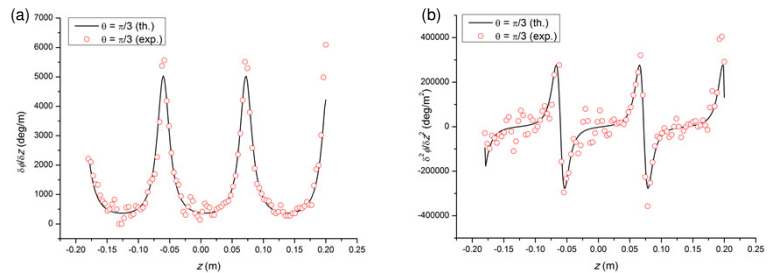 (a)
θ = π/3 (th.)
θ = π/3 (exp.)
7000
6000
5000
4000
3000
2000
1000
0
δϕ/δz (deg/m)
-0.20 -0.15 -0.10 -0.05 0.00 0.05 0.10 0.15 0.20 0.25
z (m)
(b)
θ = π/3 (th.)
θ = π/3 (exp.)
400000
200000
0
-200000
-400000
δ²ϕ/δz² (deg/m²)
-0.20 -0.15 -0.10 -0.05 0.00 0.05 0.10 0.15 0.20 0.25
z (m)